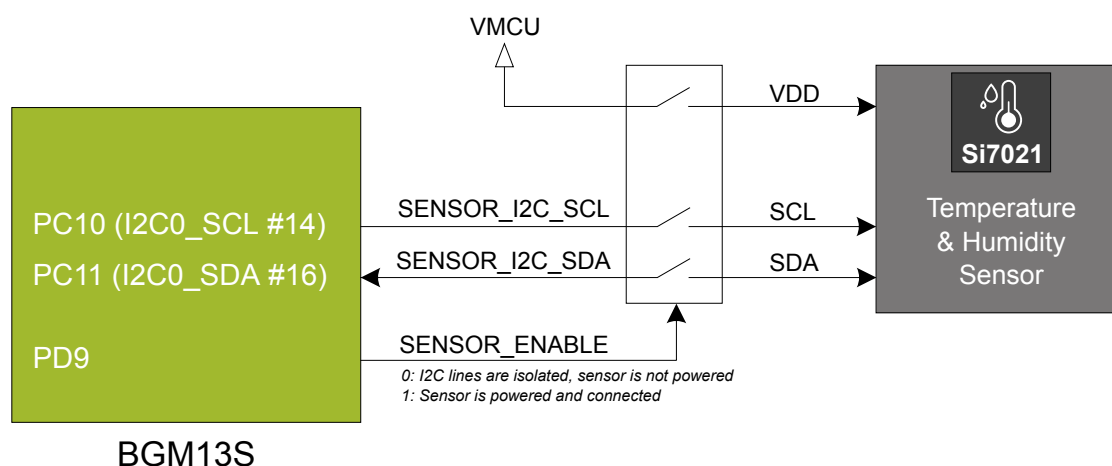 VMCU
VDD
Si7021
PC10 (I2C0_SCL #14)
SENSOR_I2C_SCL
SCL
Temperature
& Humidity
Sensor
PC11 (I2C0_SDA #16)
SENSOR_I2C_SDA
SDA
PD9
SENSOR_ENABLE
0: I2C lines are isolated, sensor is not powered
1: Sensor is powered and connected
BGM13S